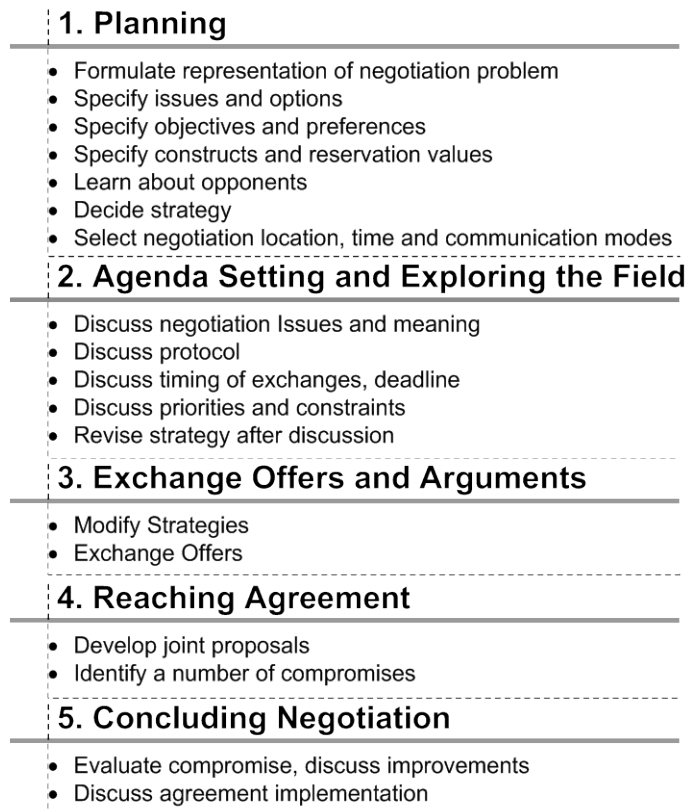 1. Planning
• Formulate representation of negotiation problem
• Specify issues and options
• Specify objectives and preferences
• Specify constructs and reservation values
• Learn about opponents
• Decide strategy
• Select negotiation location, time and communication modes
2. Agenda Setting and Exploring the Field
• Discuss negotiation Issues and meaning
• Discuss protocol
• Discuss timing of exchanges, deadline
• Discuss priorities and constraints
• Revise strategy after discussion
3. Exchange Offers and Arguments
• Modify Strategies
• Exchange Offers
4. Reaching Agreement
• Develop joint proposals
• Identify a number of compromises
5. Concluding Negotiation
• Evaluate compromise, discuss improvements
• Discuss agreement implementation